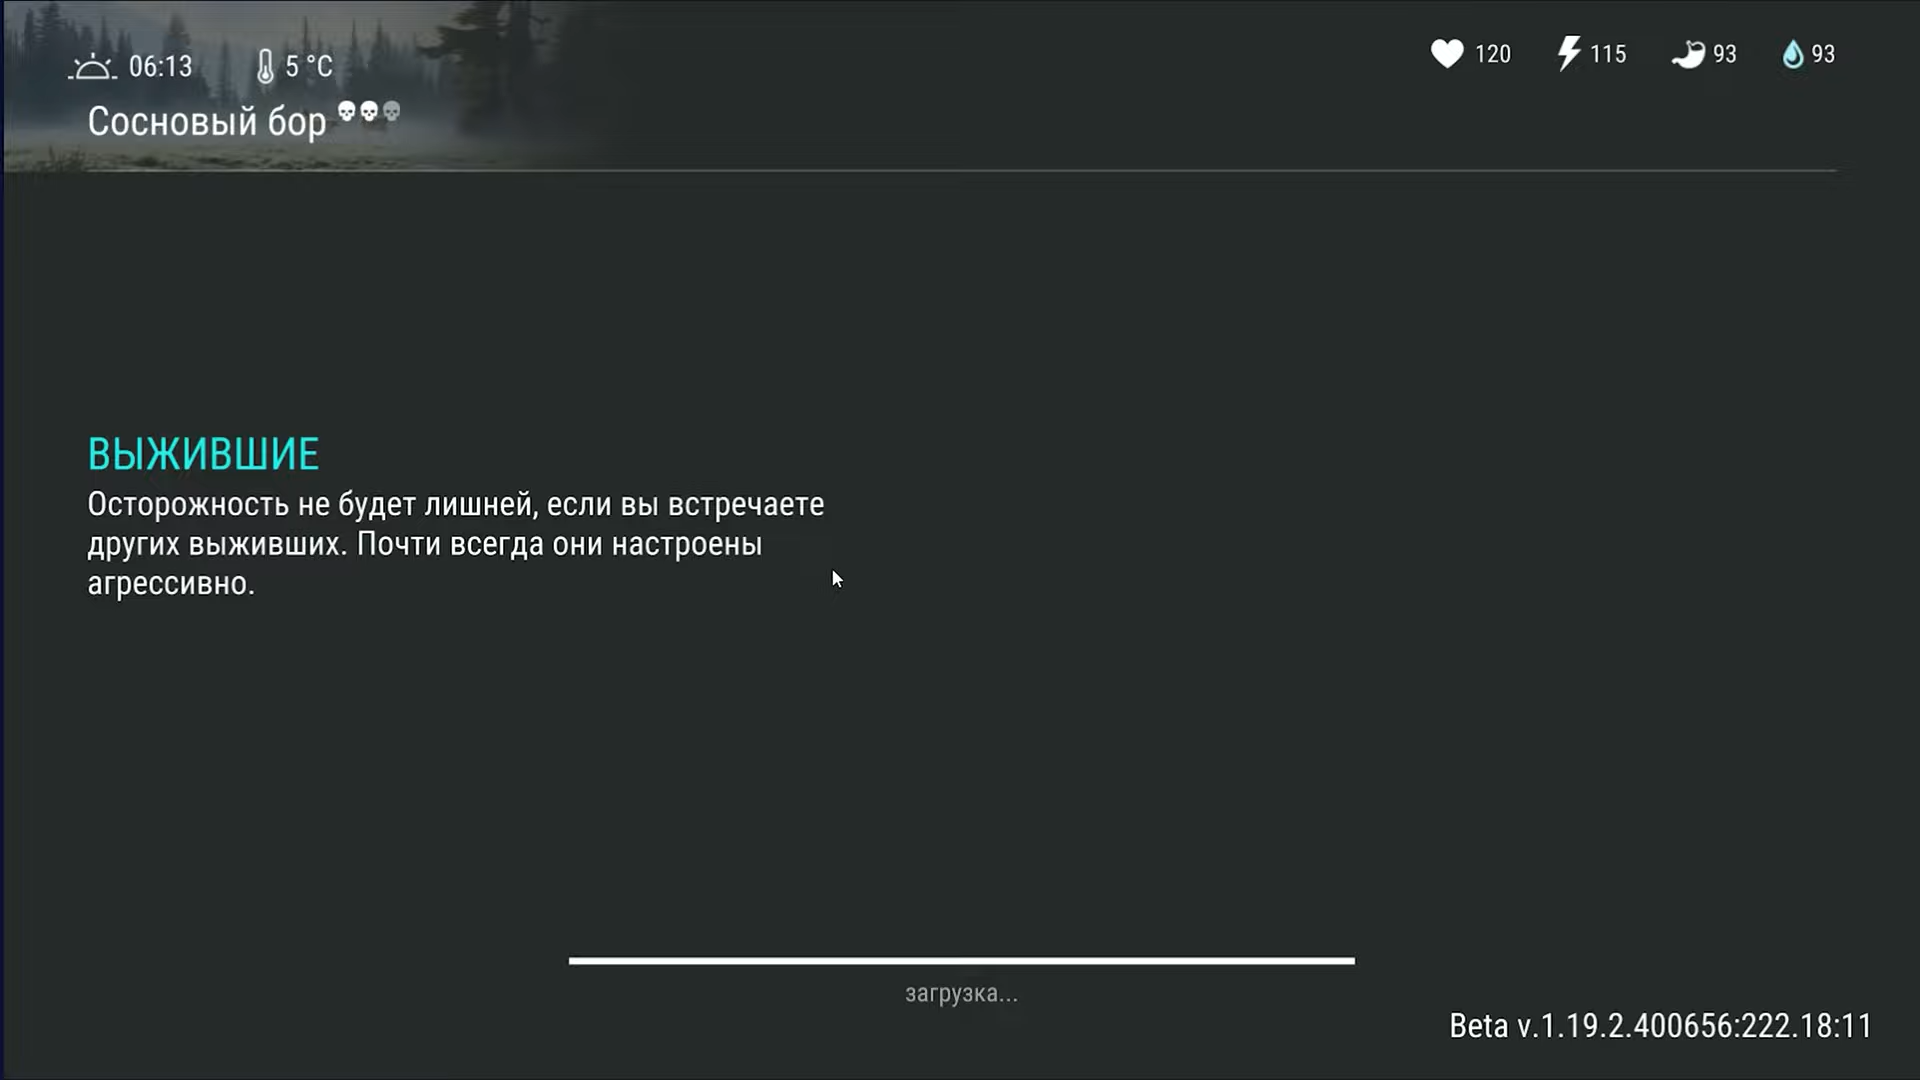 06:13 5 °C 120 115 93 93
Сосновый бор
ВЫЖИВШИЕ
Осторожность не будет лишней, если вы встречаете
других выживших. Почти всегда они настроены
агрессивно.
загрузка...
Beta v.1.19.2.400656:222.18:11